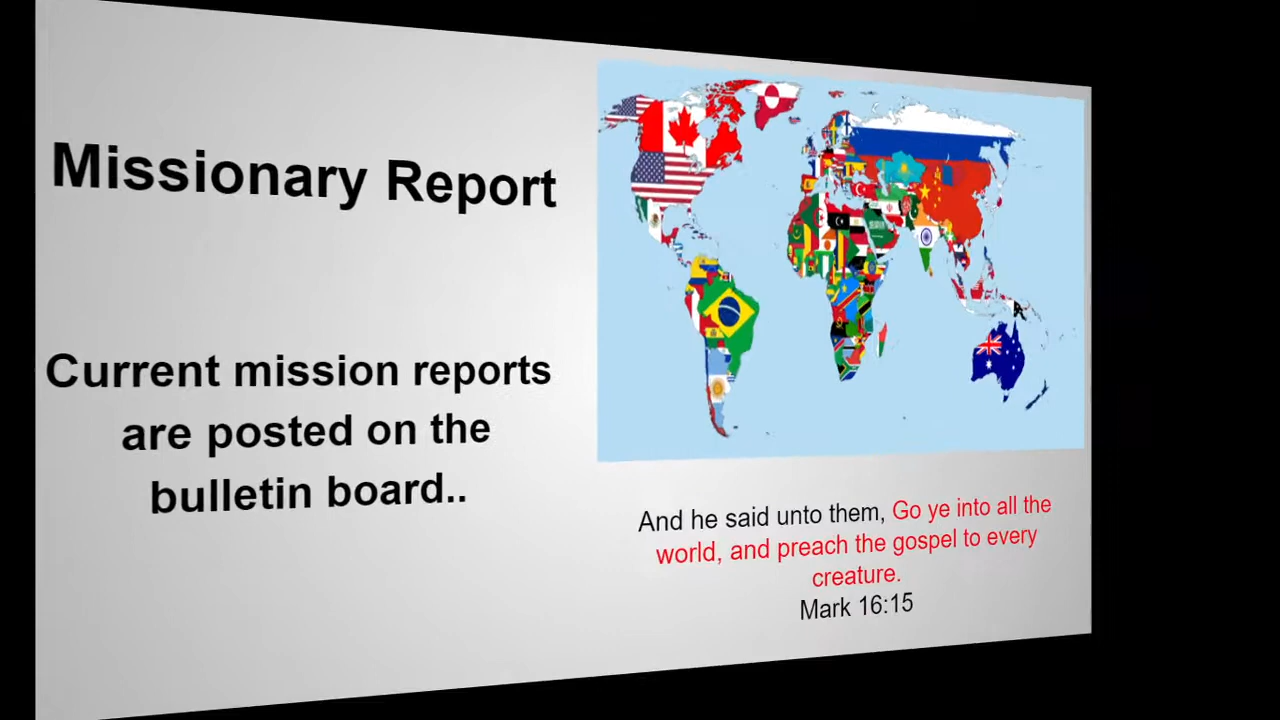 Missionary Report
Current mission reports
are posted on the
bulletin board..
And he said unto them, Go ye into all the
world, and preach the gospel to every
creature.
Mark 16:15